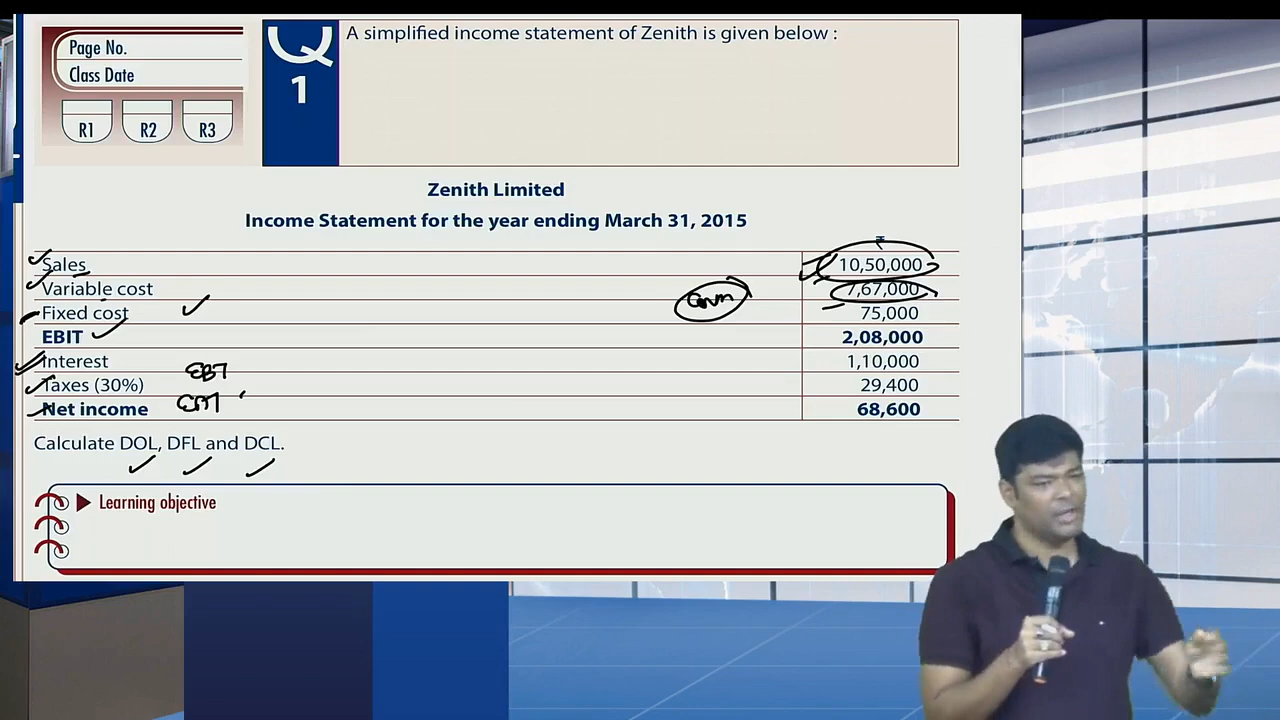 Page No.
Class Date
R1 R2 R3
Q
1
A simplified income statement of Zenith is given below :
Zenith Limited
Income Statement for the year ending March 31, 2015
₹
Sales 10,50,000
Variable cost 7,67,000
Conm
Fixed cost 75,000
EBIT 2,08,000
Interest 1,10,000
EBT
Taxes (30%) 29,400
EAT
Net income 68,600
Calculate DOL, DFL and DCL.
Learning objective